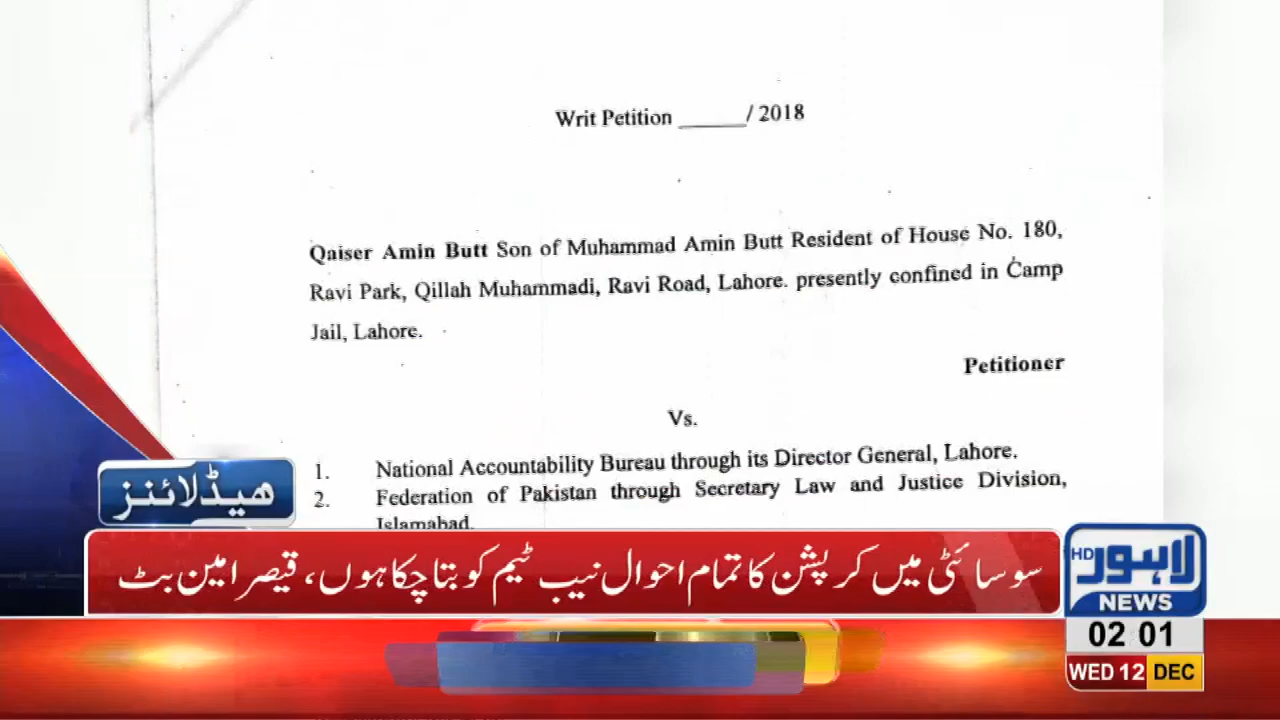 Writ Petition ______/ 2018
Qaiser Amin Butt Son of Muhammad Amin Butt Resident of House No. 180,
Ravi Park, Qillah Muhammadi, Ravi Road, Lahore. presently confined in Camp
Jail, Lahore.
Petitioner
Vs.
1. National Accountability Bureau through its Director General, Lahore.
2. Federation of Pakistan through Secretary Law and Justice Division,
Islamabad.
ہیڈلائنز
سوسائٹی میں کرپشن کا تمام احوال نیب ٹیم کو بتا چکا ہوں، قیصر امین بٹ
HD لاہور
NEWS
02 01
WED 12 DEC